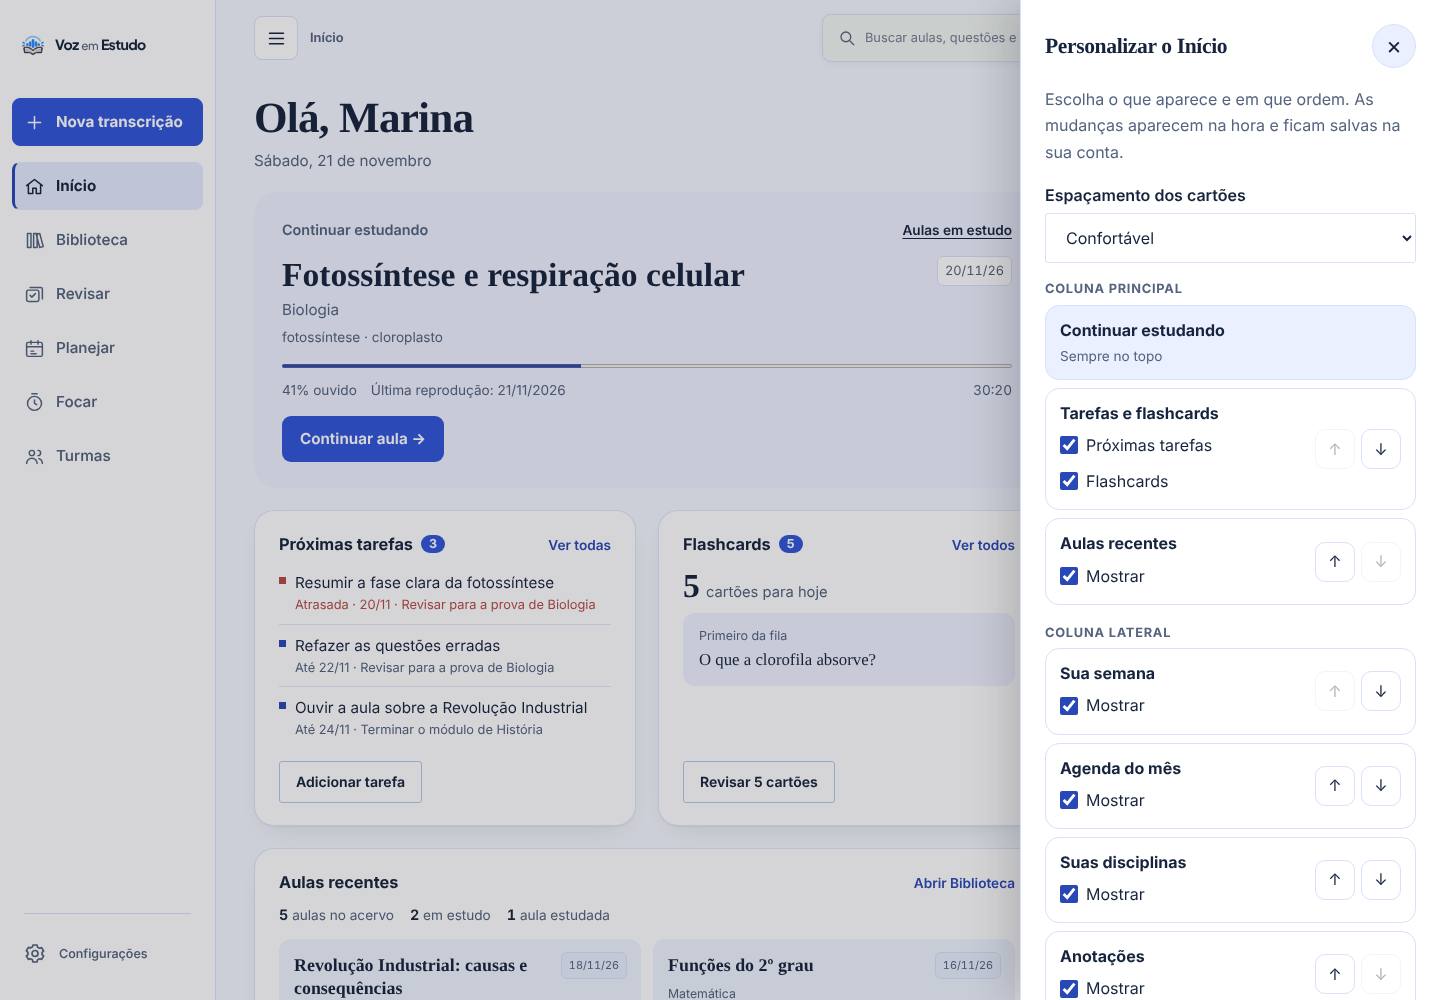 Voz em Estudo
Nova transcrição
Início
Biblioteca
Revisar
Planejar
Focar
Turmas
Configurações
Início
Buscar aulas, questões e
Olá, Marina
Sábado, 21 de novembro
Continuar estudando
Aulas em estudo
Fotossíntese e respiração celular
20/11/26
Biologia
fotossíntese · cloroplasto
41% ouvido Última reprodução: 21/11/2026 30:20
Continuar aula →
Próximas tarefas 3 Ver todas
Resumir a fase clara da fotossíntese
Atrasada · 20/11 · Revisar para a prova de Biologia
Refazer as questões erradas
Até 22/11 · Revisar para a prova de Biologia
Ouvir a aula sobre a Revolução Industrial
Até 24/11 · Terminar o módulo de História
Adicionar tarefa
Flashcards 5 Ver todos
5 cartões para hoje
Primeiro da fila
O que a clorofila absorve?
Revisar 5 cartões
Aulas recentes Abrir Biblioteca
5 aulas no acervo 2 em estudo 1 aula estudada
Revolução Industrial: causas e
consequências
18/11/26
Funções do 2º grau
16/11/26
Matemática
Personalizar o Início
×
Escolha o que aparece e em que ordem. As
mudanças aparecem na hora e ficam salvas na
sua conta.
Espaçamento dos cartões
Confortável
COLUNA PRINCIPAL
Continuar estudando
Sempre no topo
Tarefas e flashcards
Próximas tarefas
Flashcards
↑ ↓
Aulas recentes
Mostrar
↑ ↓
COLUNA LATERAL
Sua semana
Mostrar
↑ ↓
Agenda do mês
Mostrar
↑ ↓
Suas disciplinas
Mostrar
↑ ↓
Anotações
Mostrar
↑ ↓